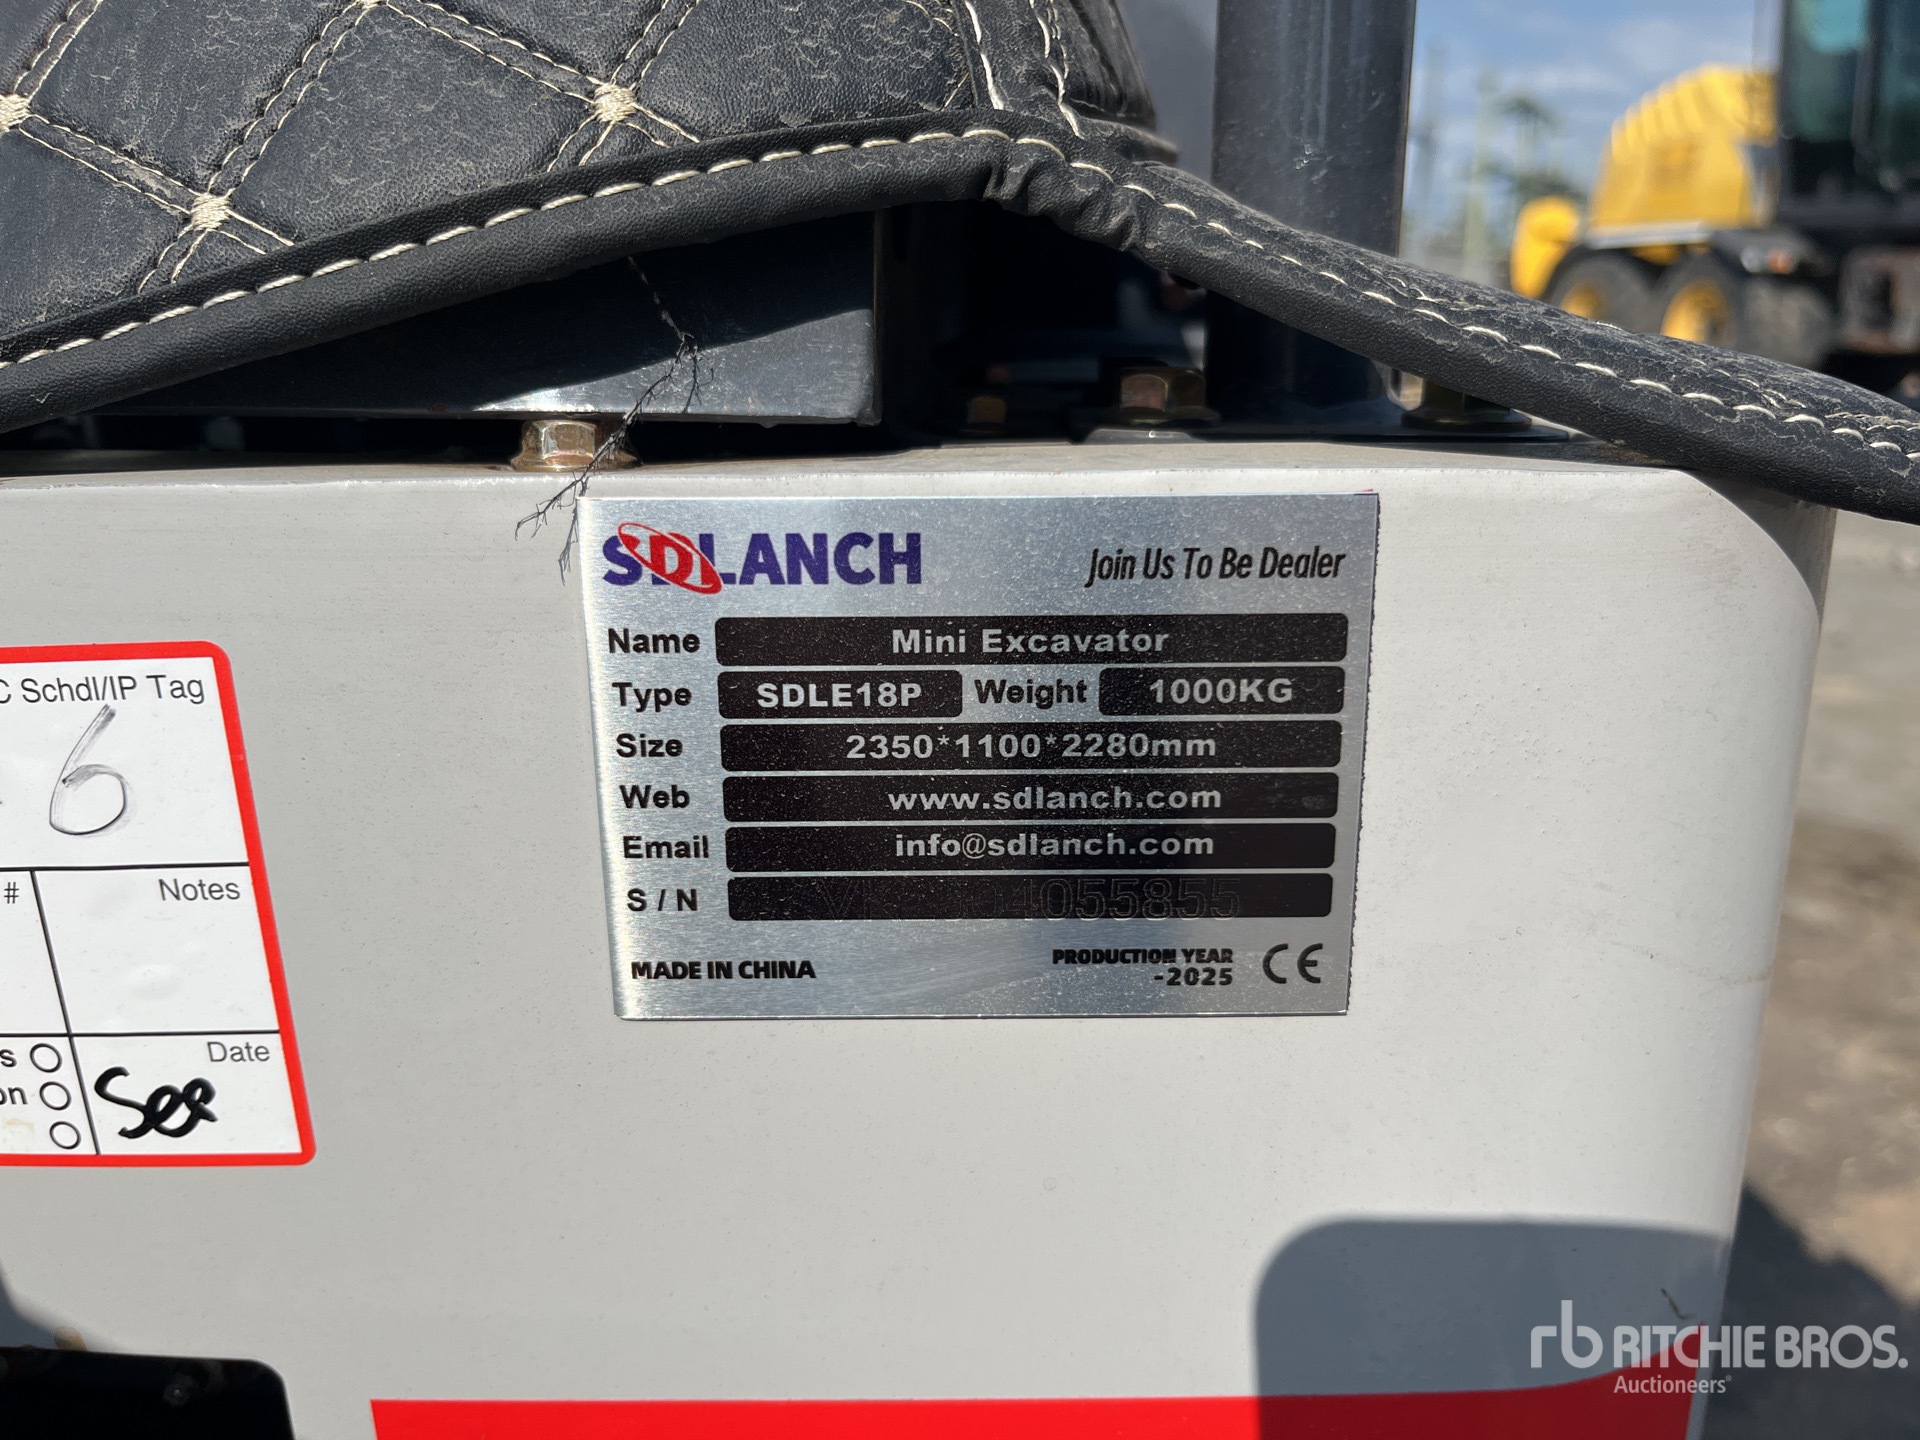 SDLANCH
Join Us To Be Dealer
Name Mini Excavator
Type SDLE18P Weight 1000KG
Size 2350*1100*2280mm
Web www.sdlanch.com
Email info@sdlanch.com
S / N
MADE IN CHINA
PRODUCTION YEAR
-2025
CE
C Schdl/IP Tag
6
#
Notes
Date
See
rb RITCHIE BROS.
Auctioneers